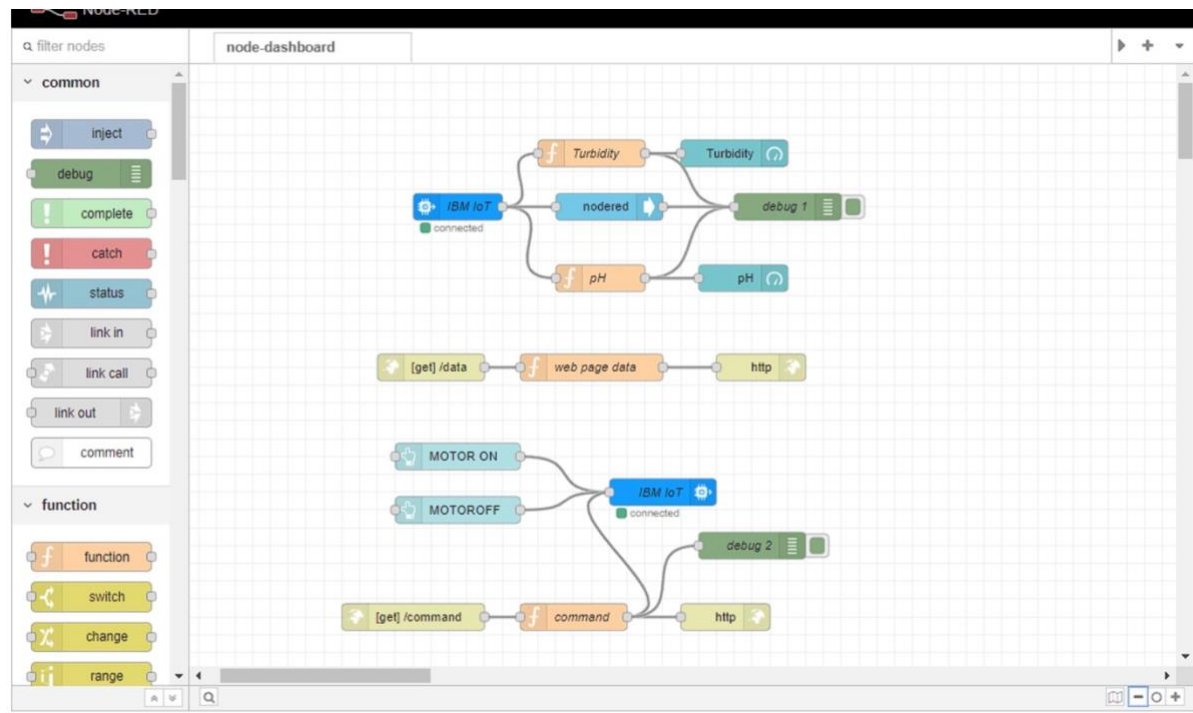 Node-RED
filter nodes
node-dashboard
common
inject
debug
complete
catch
status
link in
link call
link out
comment
function
function
switch
change
range
Turbidity
Turbidity
IBM IoT
connected
nodered
debug 1
pH
pH
[get] /data
web page data
http
MOTOR ON
MOTOROFF
IBM IoT
connected
debug 2
[get] /command
command
http